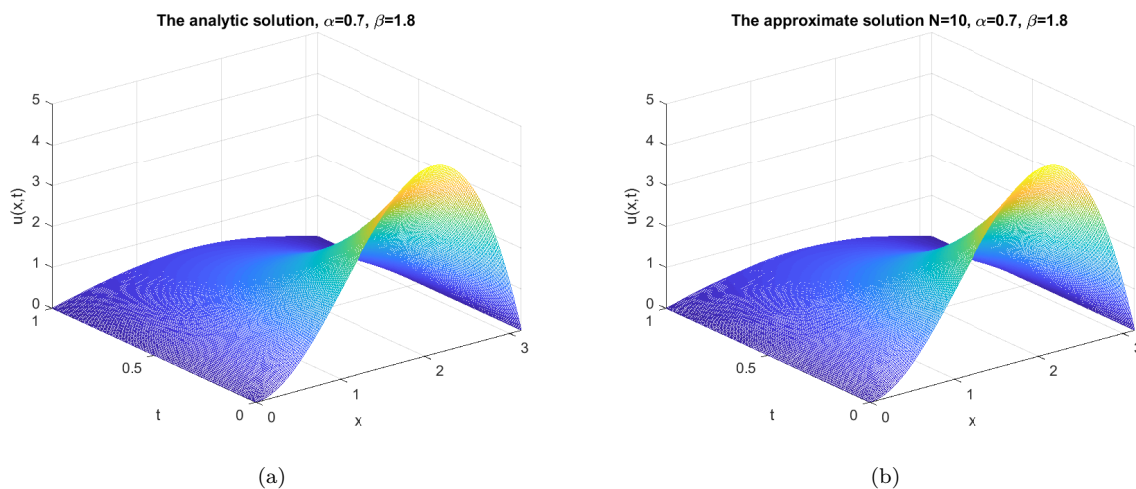 The analytic solution, α=0.7, β=1.8
5
4
3
2
1
0
u(x,t)
1
0.5
0
t
0
1
2
3
x
(a)
The approximate solution N=10, α=0.7, β=1.8
5
4
3
2
1
0
u(x,t)
1
0.5
0
t
0
1
2
3
x
(b)